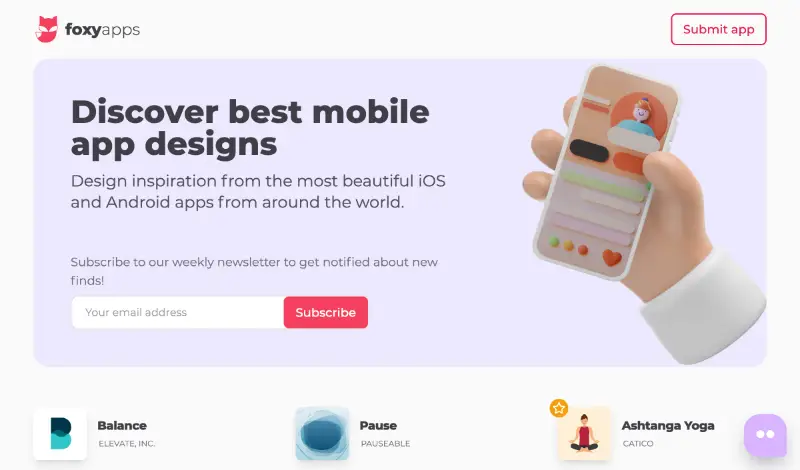 foxyapps
Submit app
Discover best mobile
app designs
Design inspiration from the most beautiful iOS
and Android apps from around the world.
Subscribe to our weekly newsletter to get notified about new
finds!
Your email address
Subscribe
Balance
ELEVATE, INC.
Pause
PAUSEABLE
Ashtanga Yoga
CATICO